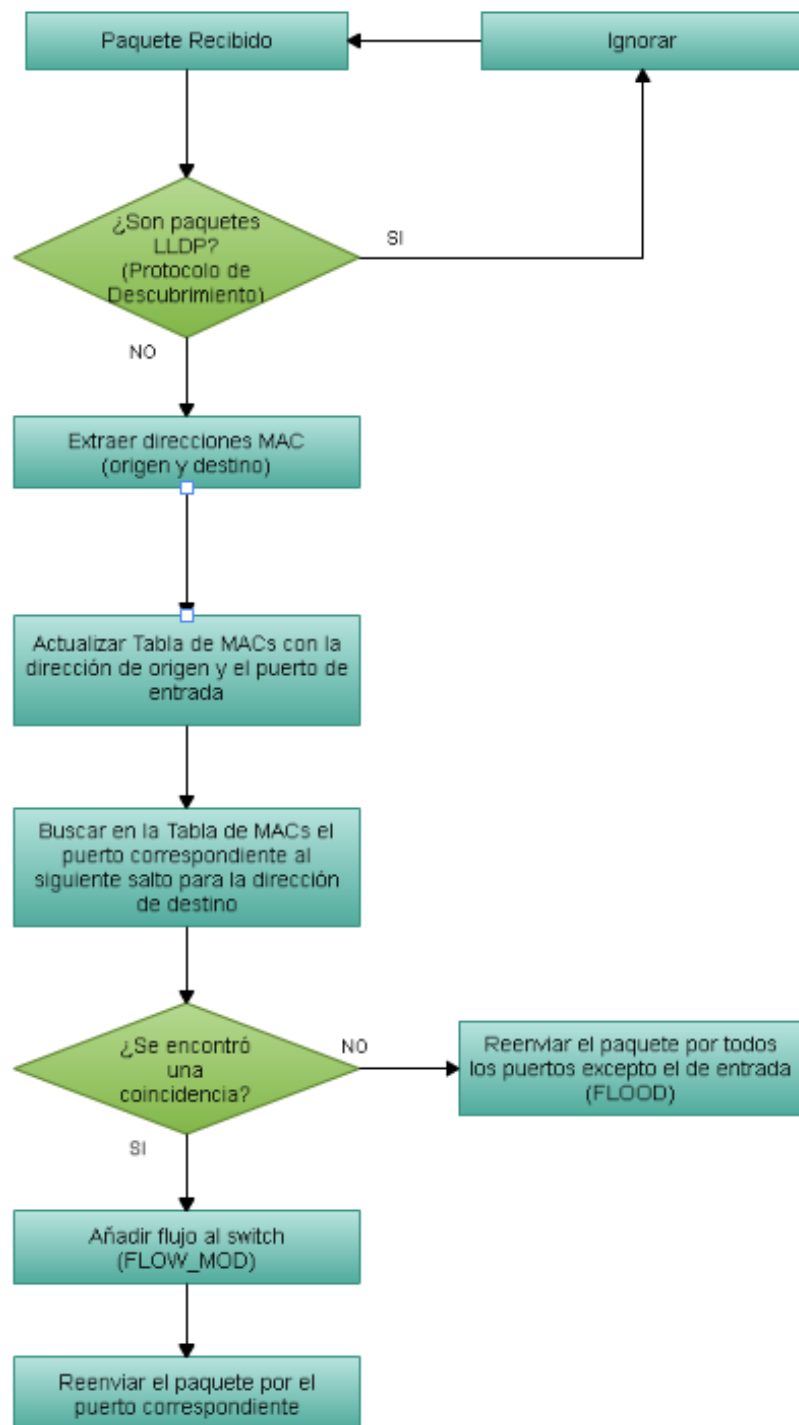 Paquete Recibido
Ignorar
¿Son paquetes
LLDP?
(Protocolo de
Descubrimiento)
SI
NO
Extraer direcciones MAC
(origen y destino)
Actualizar Tabla de MACs con la
dirección de origen y el puerto de
entrada
Buscar en la Tabla de MACs el
puerto correspondiente al
siguiente salto para la dirección
de destino
¿Se encontró
una
coincidencia?
NO
Reenviar el paquete por todos
los puertos excepto el de entrada
(FLOOD)
SI
Añadir flujo al switch
(FLOW_MOD)
Reenviar el paquete por el
puerto correspondiente